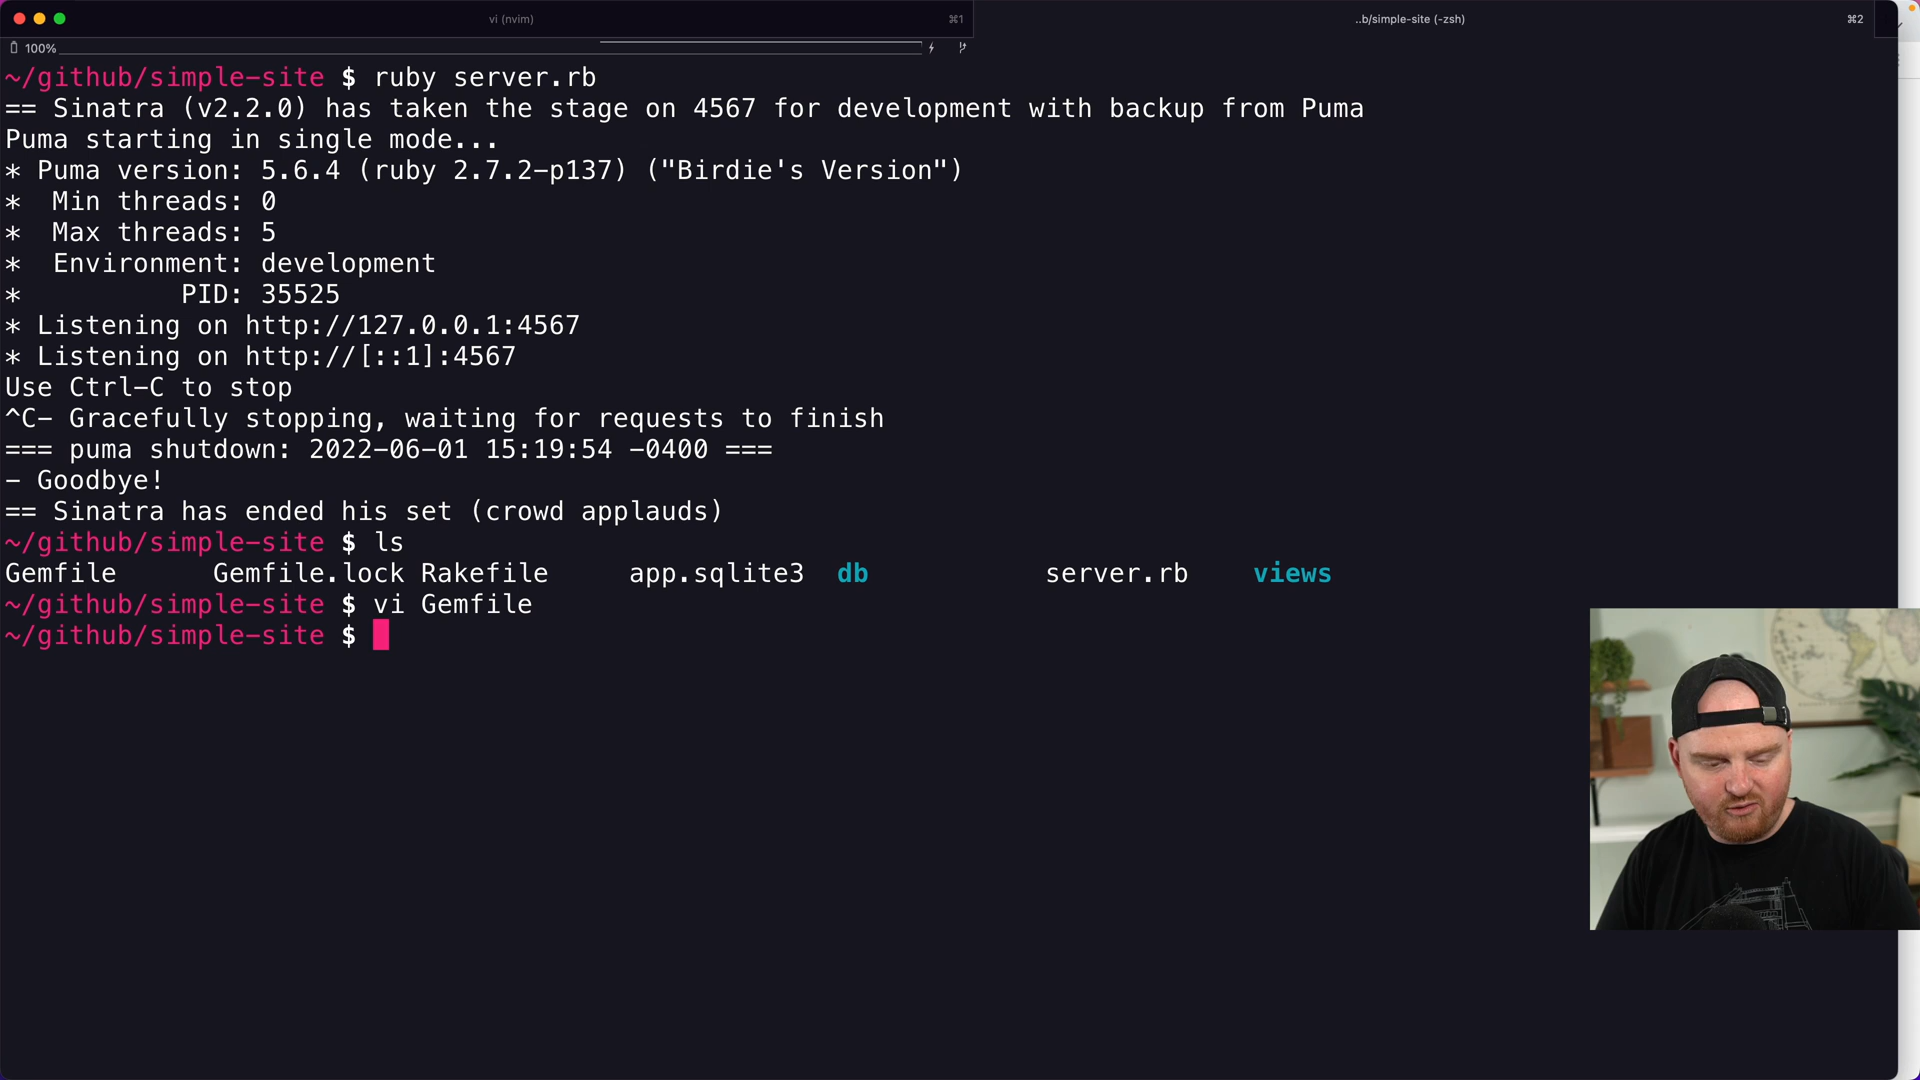 vi (nvim) ⌘1 ..b/simple-site (-zsh) ⌘2
100%
~/github/simple-site $ ruby server.rb
== Sinatra (v2.2.0) has taken the stage on 4567 for development with backup from Puma
Puma starting in single mode...
* Puma version: 5.6.4 (ruby 2.7.2-p137) ("Birdie's Version")
*  Min threads: 0
*  Max threads: 5
*  Environment: development
*          PID: 35525
* Listening on http://127.0.0.1:4567
* Listening on http://[::1]:4567
Use Ctrl-C to stop
^C- Gracefully stopping, waiting for requests to finish
=== puma shutdown: 2022-06-01 15:19:54 -0400 ===
- Goodbye!
== Sinatra has ended his set (crowd applauds)
~/github/simple-site $ ls
Gemfile      Gemfile.lock Rakefile     app.sqlite3  db           server.rb    views
~/github/simple-site $ vi Gemfile
~/github/simple-site $